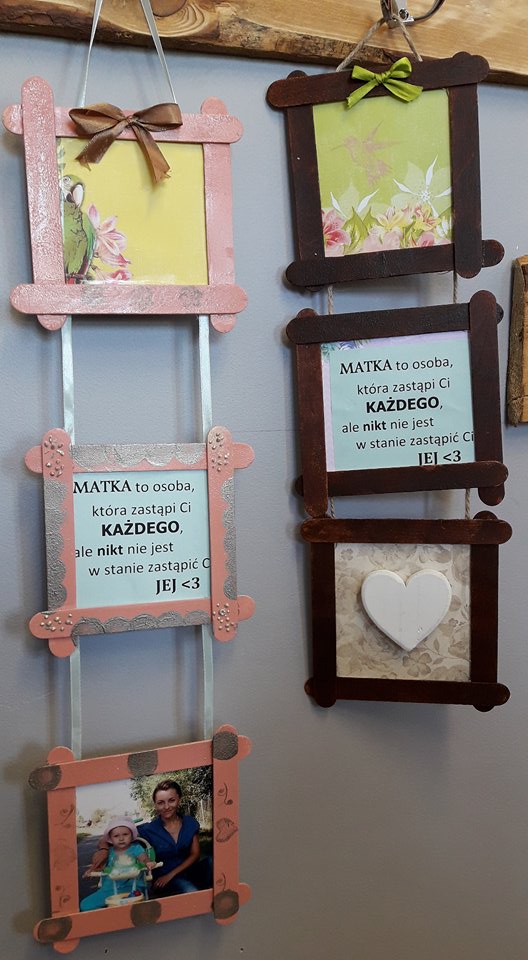 MATKA to osoba,
która zastąpi Ci
KAŻDEGO,
ale nikt nie jest
w stanie zastąpić C
JEJ <3
MATKA to osoba,
która zastąpi Ci
KAŻDEGO,
ale nikt nie jest
w stanie zastąpić Ci
JEJ <3